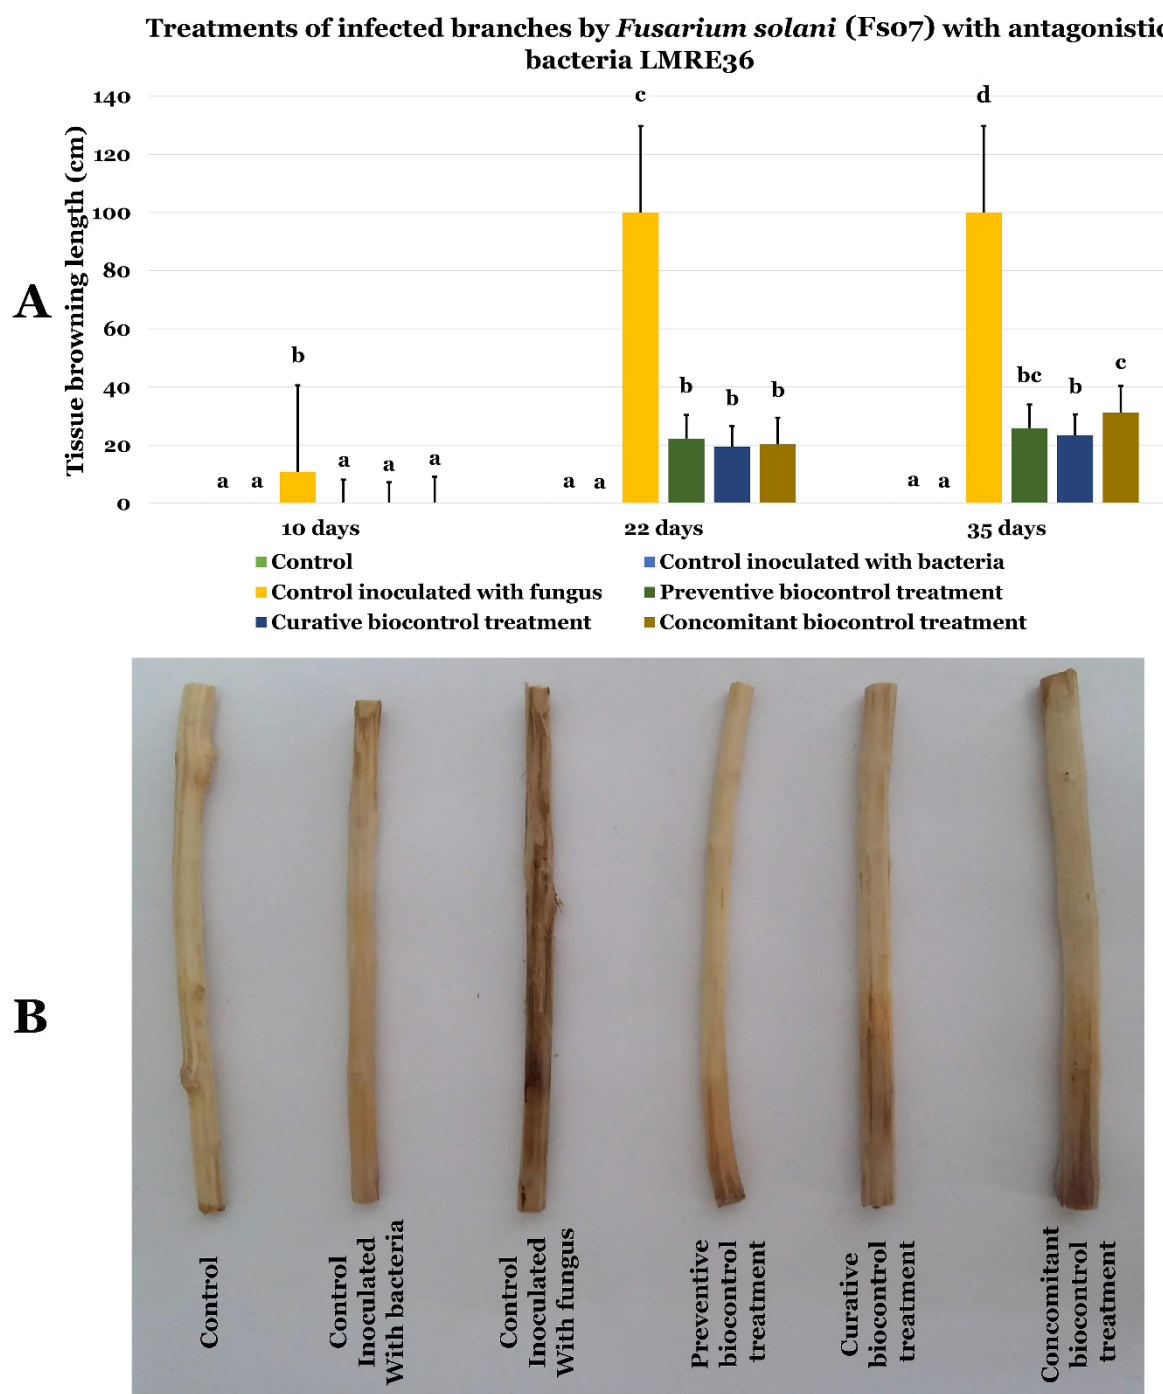 Treatments of infected branches by Fusarium solani (Fs07) with antagonistic
bacteria LMRE36
A
Tissue browning length (cm)
140
120
100
80
60
40
20
0
a a b a a a
a a c b b b
a a d bc b c
10 days 22 days 35 days
Control Control inoculated with bacteria
Control inoculated with fungus Preventive biocontrol treatment
Curative biocontrol treatment Concomitant biocontrol treatment
B
Control
Control
Inoculated
With bacteria
Control
Inoculated
With fungus
Preventive
biocontrol
treatment
Curative
biocontrol
treatment
Concomitant
biocontrol
treatment